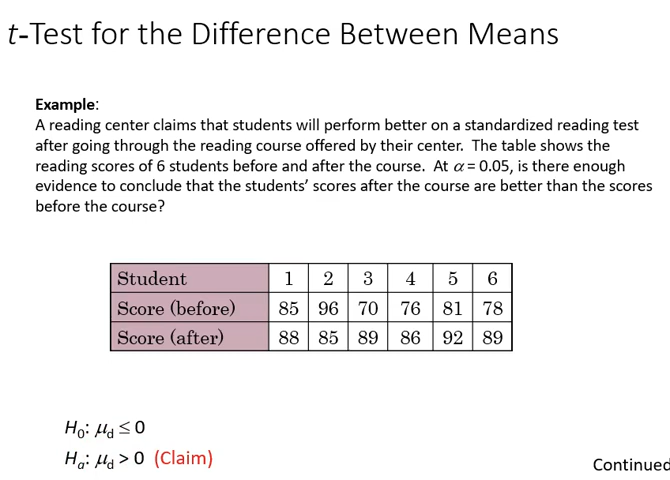 t-Test for the Difference Between Means
Example:
A reading center claims that students will perform better on a standardized reading test
after going through the reading course offered by their center. The table shows the
reading scores of 6 students before and after the course. At α = 0.05, is there enough
evidence to conclude that the students’ scores after the course are better than the scores
before the course?
Student 1 2 3 4 5 6
Score (before) 85 96 70 76 81 78
Score (after) 88 85 89 86 92 89
H₀: μd ≤ 0
Hₐ: μd > 0 (Claim)
Continued